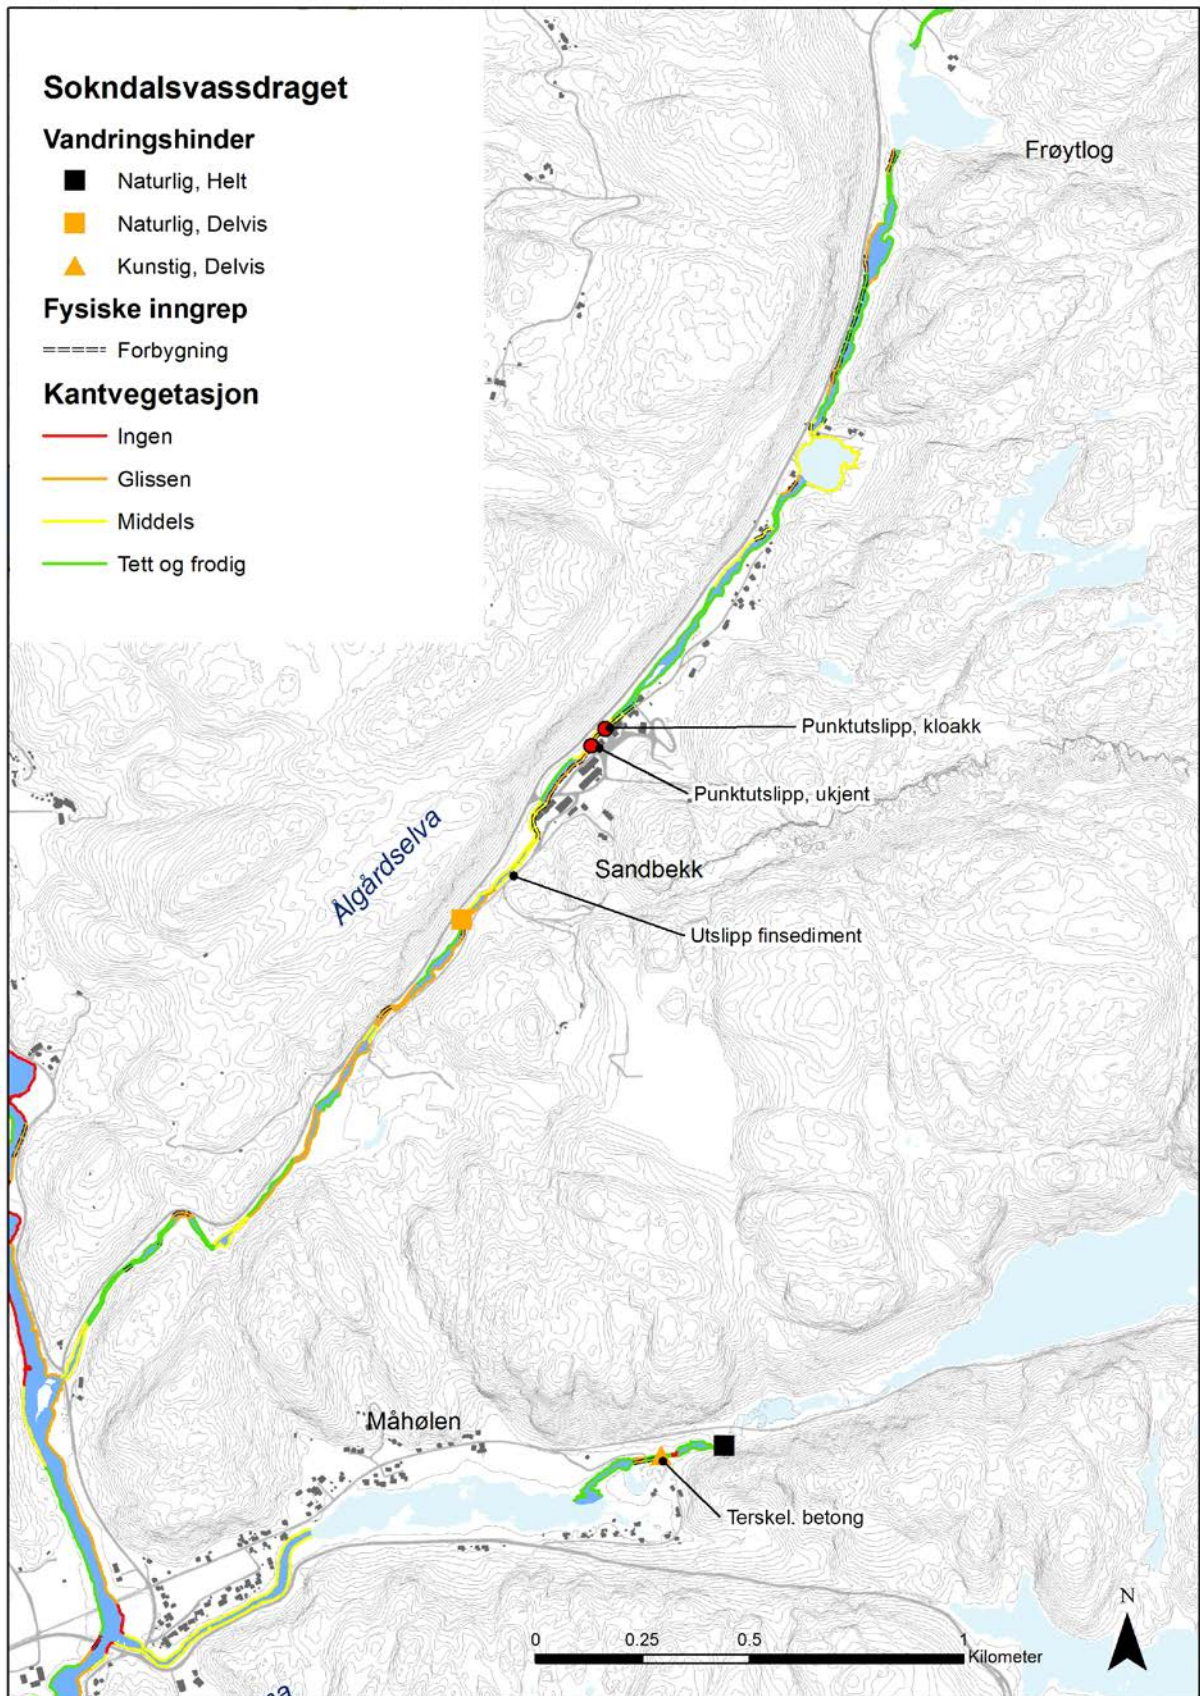 Sokndalsvassdraget
Vandringshinder
Naturlig, Helt
Naturlig, Delvis
Kunstig, Delvis
Fysiske inngrep
Forbygning
Kantvegetasjon
Ingen
Glissen
Middels
Tett og frodig
Frøytlog
Punktutslipp, kloakk
Punktutslipp, ukjent
Ålgårdselva
Sandbekk
Utslipp finsediment
Måhølen
Terskel. betong
N
0 0.25 0.5 1
Kilometer